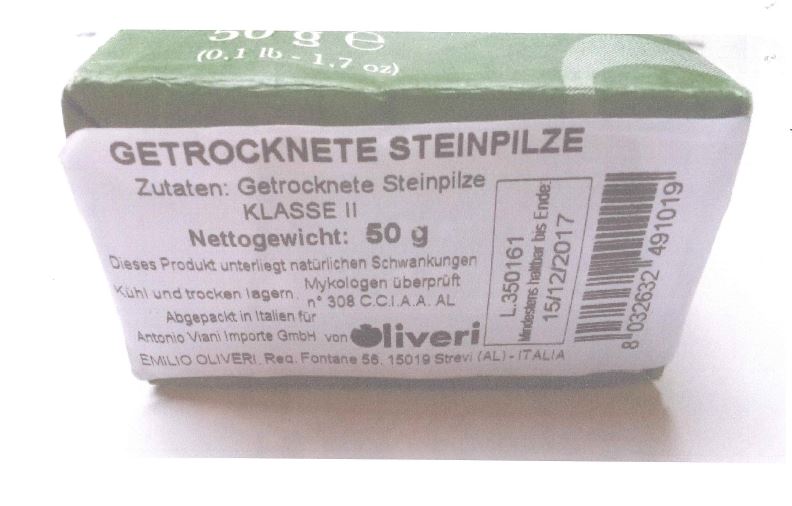 50 g e
(0.1 lb - 1.7 oz)
GETROCKNETE STEINPILZE
Zutaten: Getrocknete Steinpilze
KLASSE II
Nettogewicht: 50 g
Dieses Produkt unterliegt natürlichen Schwankungen
Kühl und trocken lagern.
Mykologen überprüft
n° 308 C.C.I.A.A. AL
Abgepackt in Italien für
Antonio Viani Importe GmbH von Oliveri
EMILIO OLIVERI, Reg. Fontane 56, 15019 Strevi (AL) - ITALIA
L.350161
Mindestens haltbar bis Ende:
15/12/2017
8 032632 491019